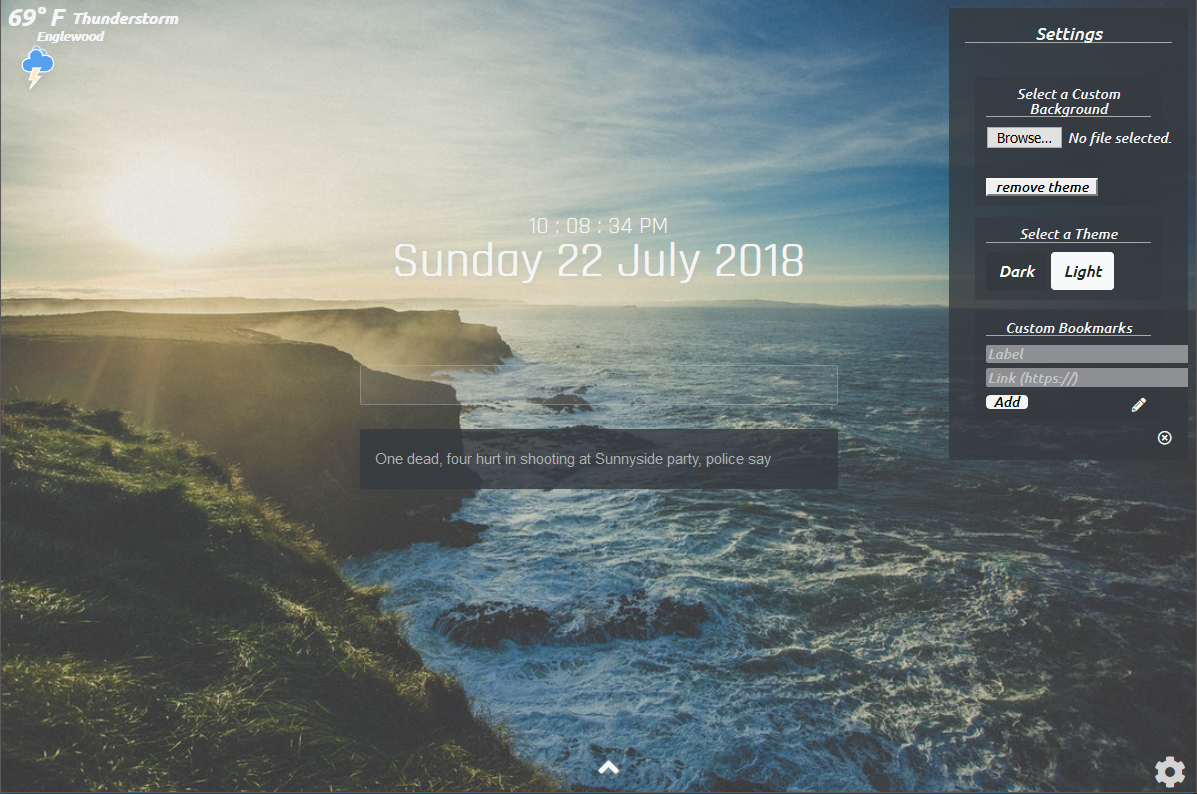 69° F Thunderstorm
Englewood
10 : 08 : 34 PM
Sunday 22 July 2018
One dead, four hurt in shooting at Sunnyside party, police say
Settings
Select a Custom
Background
Browse... No file selected.
remove theme
Select a Theme
Dark Light
Custom Bookmarks
Label
Link (https://)
Add